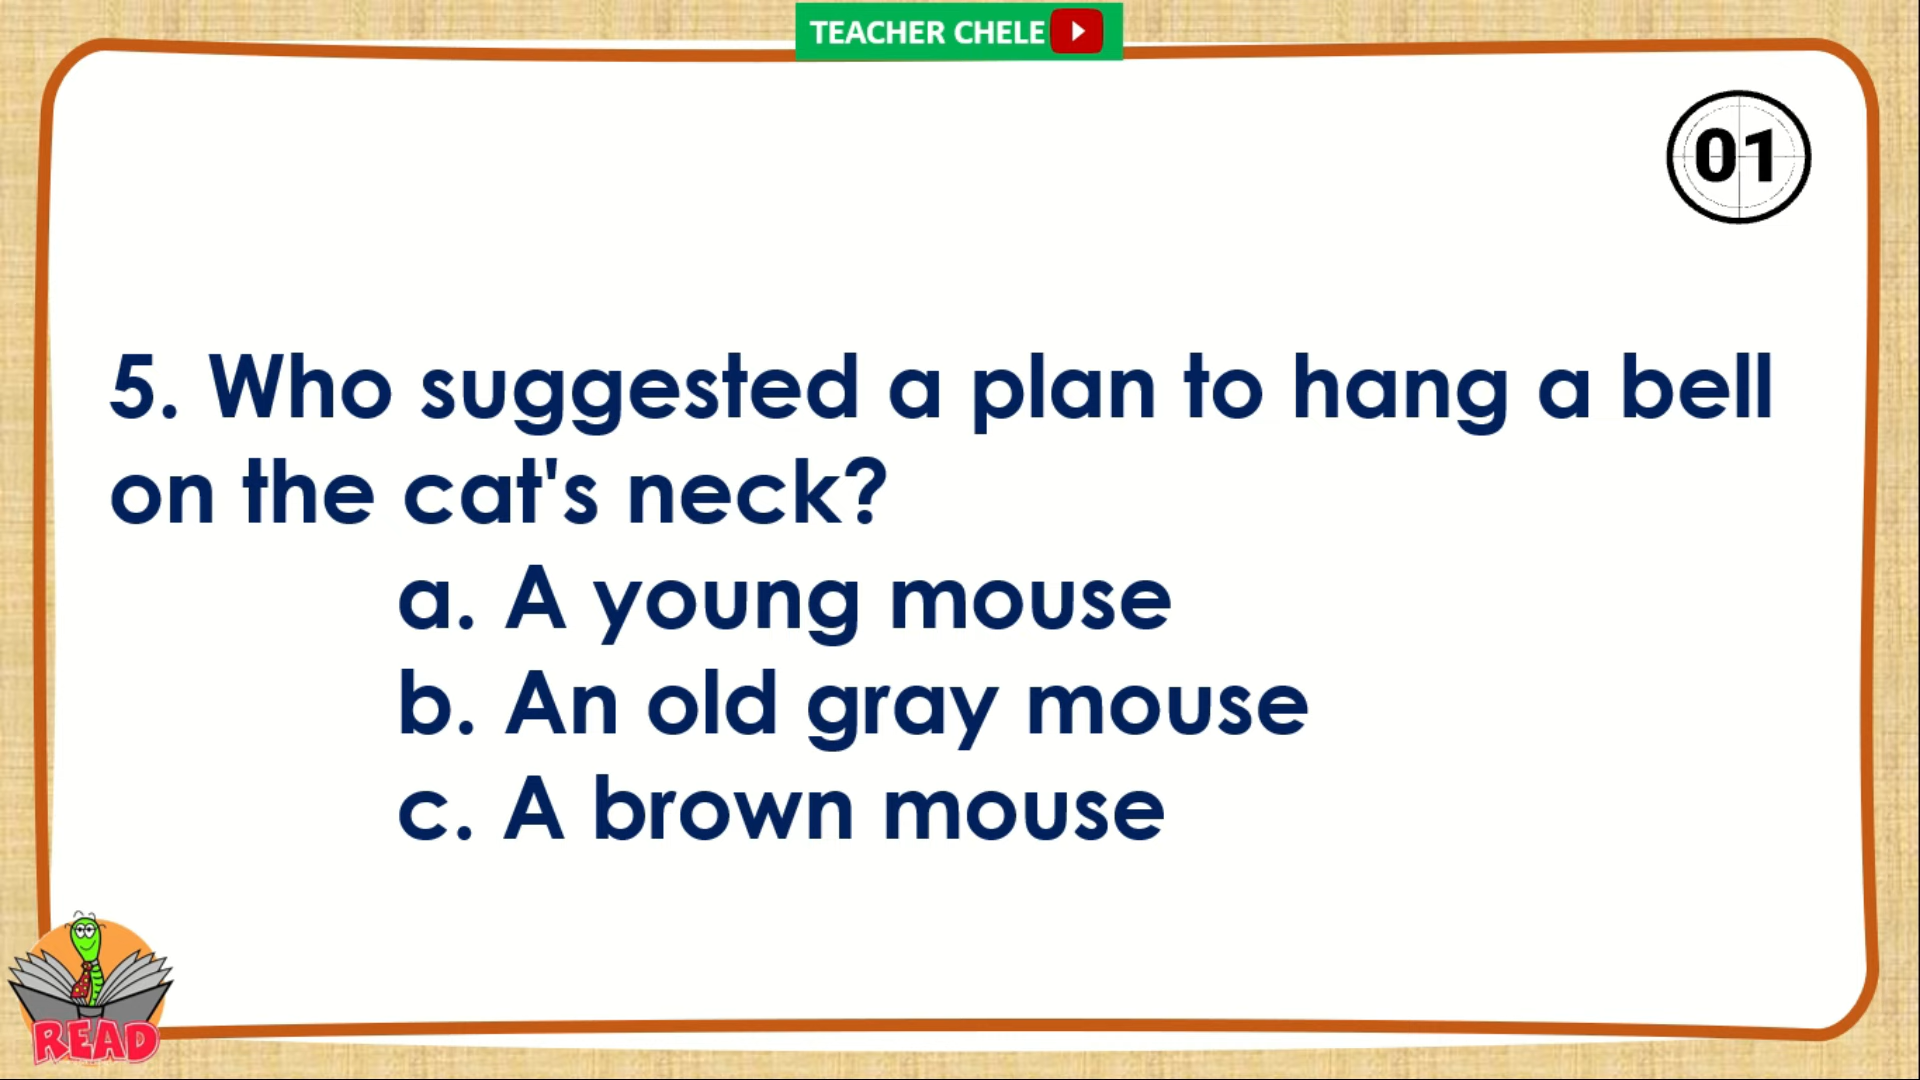 TEACHER CHELE
01
5. Who suggested a plan to hang a bell
on the cat's neck?
a. A young mouse
b. An old gray mouse
c. A brown mouse
READ